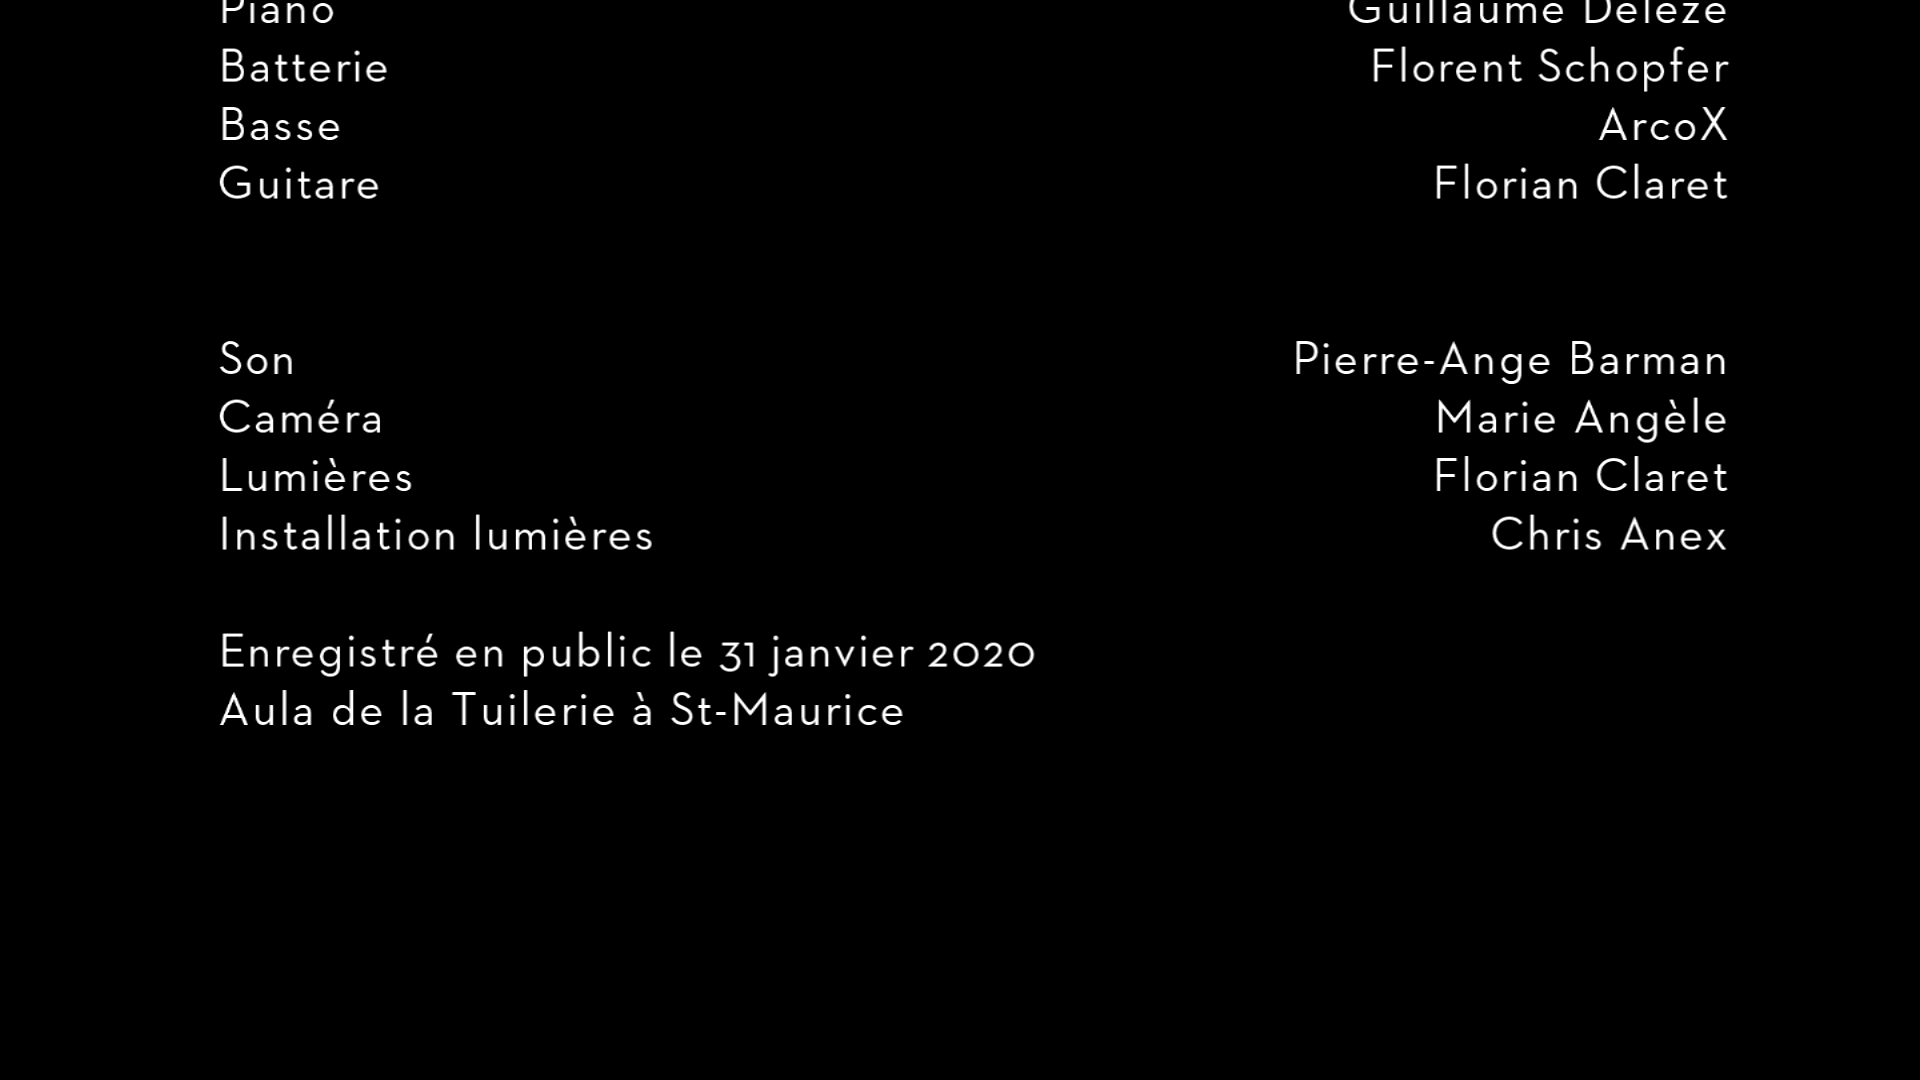 Piano Guillaume Deleze
Batterie Florent Schopfer
Basse ArcoX
Guitare Florian Claret
Son Pierre-Ange Barman
Caméra Marie Angèle
Lumières Florian Claret
Installation lumières Chris Anex
Enregistré en public le 31 janvier 2020
Aula de la Tuilerie à St-Maurice